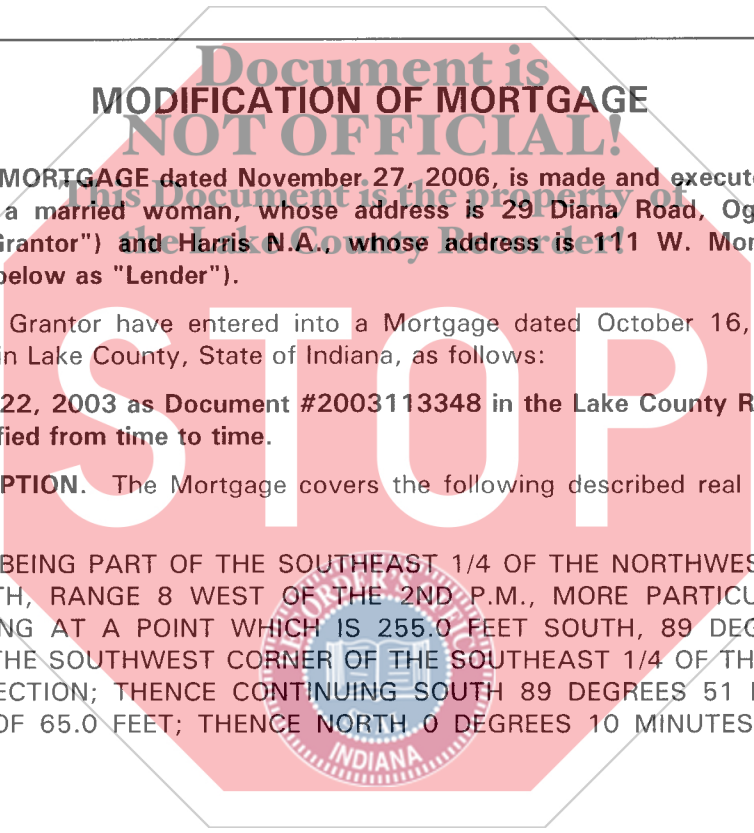 Document is
MODIFICATION OF MORTGAGE
NOT OFFICIAL!
MORTGAGE dated November 27, 2006, is made and execute
This Document is the property of
a married woman, whose address is 29 Diana Road, Og
the Lake County Recorder!
Grantor") and Harris N.A., whose address is 111 W. Mor
below as "Lender").
Grantor have entered into a Mortgage dated October 16,
in Lake County, State of Indiana, as follows:
22, 2003 as Document #2003113348 in the Lake County R
fied from time to time.
PTION. The Mortgage covers the following described real
STOP
BEING PART OF THE SOUTHEAST 1/4 OF THE NORTHWES
TH, RANGE 8 WEST OF THE 2ND P.M., MORE PARTICU
NG AT A POINT WHICH IS 255.0 FEET SOUTH, 89 DEG
THE SOUTHWEST CORNER OF THE SOUTHEAST 1/4 OF TH
ECTION; THENCE CONTINUING SOUTH 89 DEGREES 51
OF 65.0 FEET; THENCE NORTH 0 DEGREES 10 MINUTES
RECORDER'S OFFICE
INDIANA